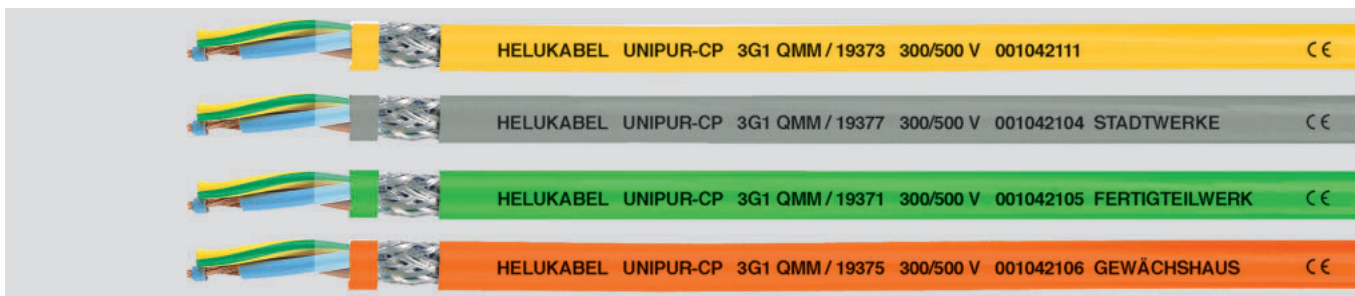 HELUKABEL UNIPUR-CP 3G1 QMM / 19373 300/500 V 001042111 CE
HELUKABEL UNIPUR-CP 3G1 QMM / 19377 300/500 V 001042104 STADTWERKE CE
HELUKABEL UNIPUR-CP 3G1 QMM / 19371 300/500 V 001042105 FERTIGTEILWERK CE
HELUKABEL UNIPUR-CP 3G1 QMM / 19375 300/500 V 001042106 GEWÄCHSHAUS CE